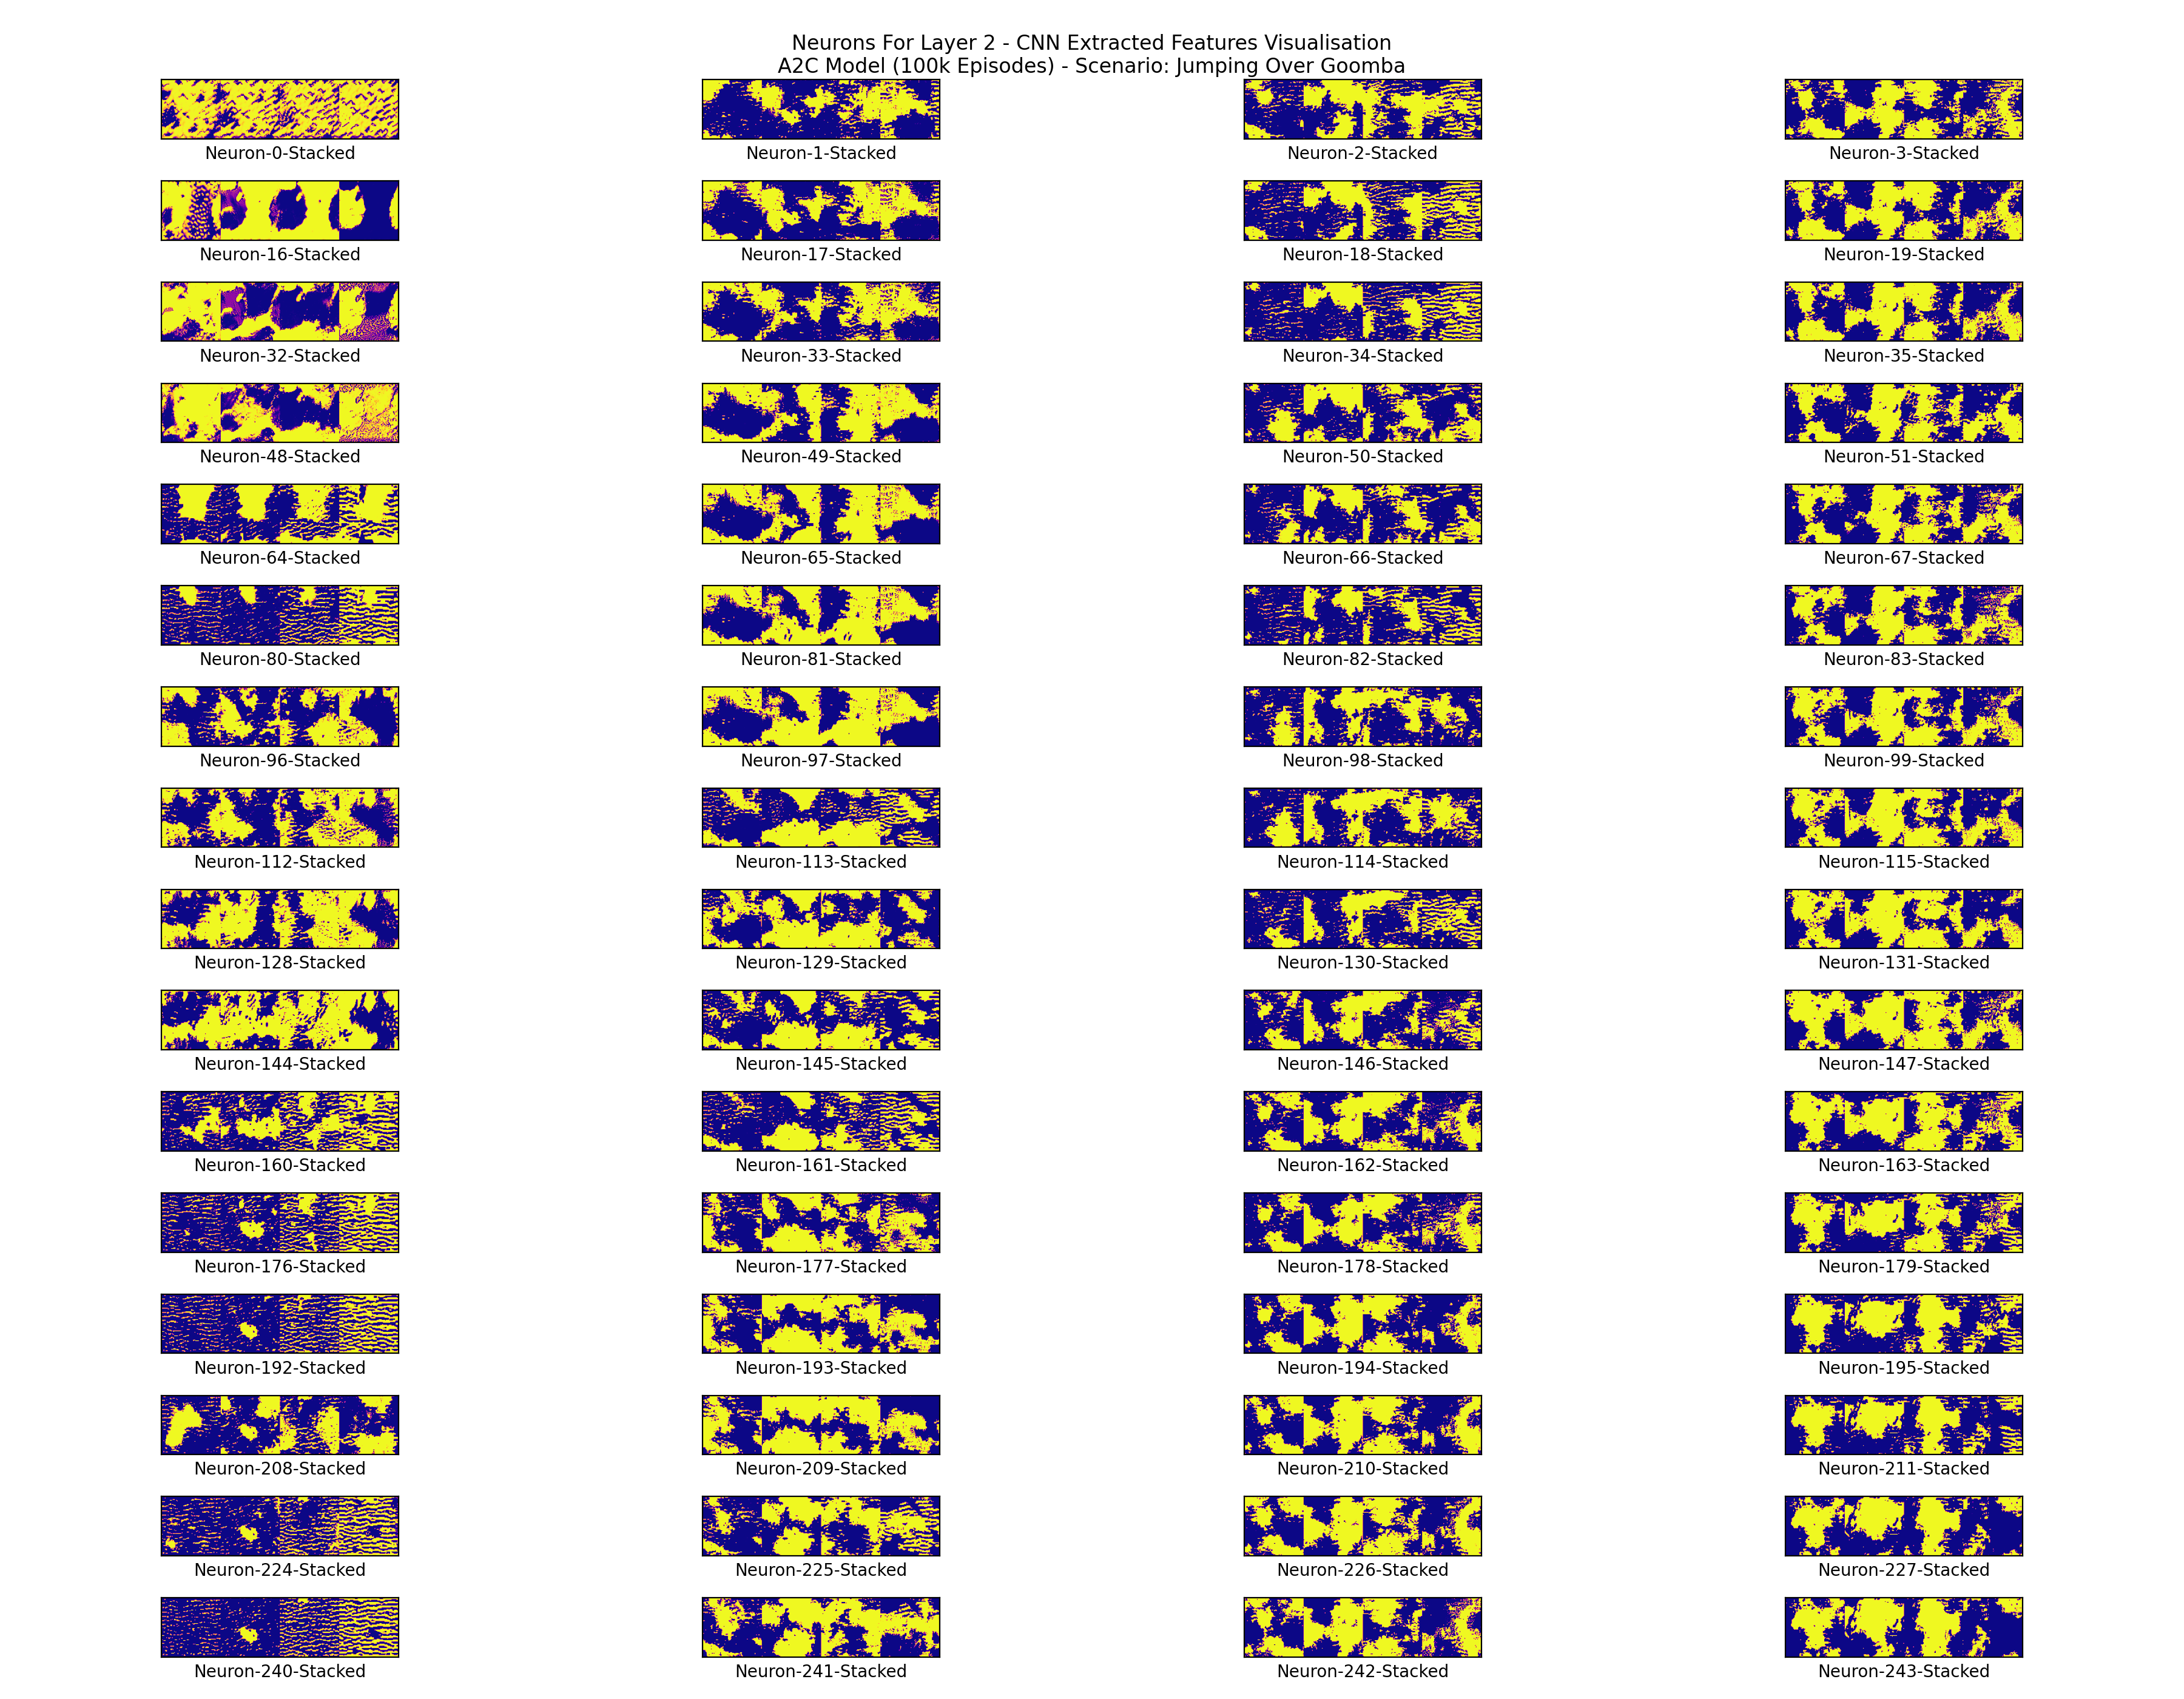 Neurons For Layer 2 - CNN Extracted Features Visualisation
A2C Model (100k Episodes) - Scenario: Jumping Over Goomba
Neuron-0-Stacked
Neuron-1-Stacked
Neuron-2-Stacked
Neuron-3-Stacked
Neuron-16-Stacked
Neuron-17-Stacked
Neuron-18-Stacked
Neuron-19-Stacked
Neuron-32-Stacked
Neuron-33-Stacked
Neuron-34-Stacked
Neuron-35-Stacked
Neuron-48-Stacked
Neuron-49-Stacked
Neuron-50-Stacked
Neuron-51-Stacked
Neuron-64-Stacked
Neuron-65-Stacked
Neuron-66-Stacked
Neuron-67-Stacked
Neuron-80-Stacked
Neuron-81-Stacked
Neuron-82-Stacked
Neuron-83-Stacked
Neuron-96-Stacked
Neuron-97-Stacked
Neuron-98-Stacked
Neuron-99-Stacked
Neuron-112-Stacked
Neuron-113-Stacked
Neuron-114-Stacked
Neuron-115-Stacked
Neuron-128-Stacked
Neuron-129-Stacked
Neuron-130-Stacked
Neuron-131-Stacked
Neuron-144-Stacked
Neuron-145-Stacked
Neuron-146-Stacked
Neuron-147-Stacked
Neuron-160-Stacked
Neuron-161-Stacked
Neuron-162-Stacked
Neuron-163-Stacked
Neuron-176-Stacked
Neuron-177-Stacked
Neuron-178-Stacked
Neuron-179-Stacked
Neuron-192-Stacked
Neuron-193-Stacked
Neuron-194-Stacked
Neuron-195-Stacked
Neuron-208-Stacked
Neuron-209-Stacked
Neuron-210-Stacked
Neuron-211-Stacked
Neuron-224-Stacked
Neuron-225-Stacked
Neuron-226-Stacked
Neuron-227-Stacked
Neuron-240-Stacked
Neuron-241-Stacked
Neuron-242-Stacked
Neuron-243-Stacked